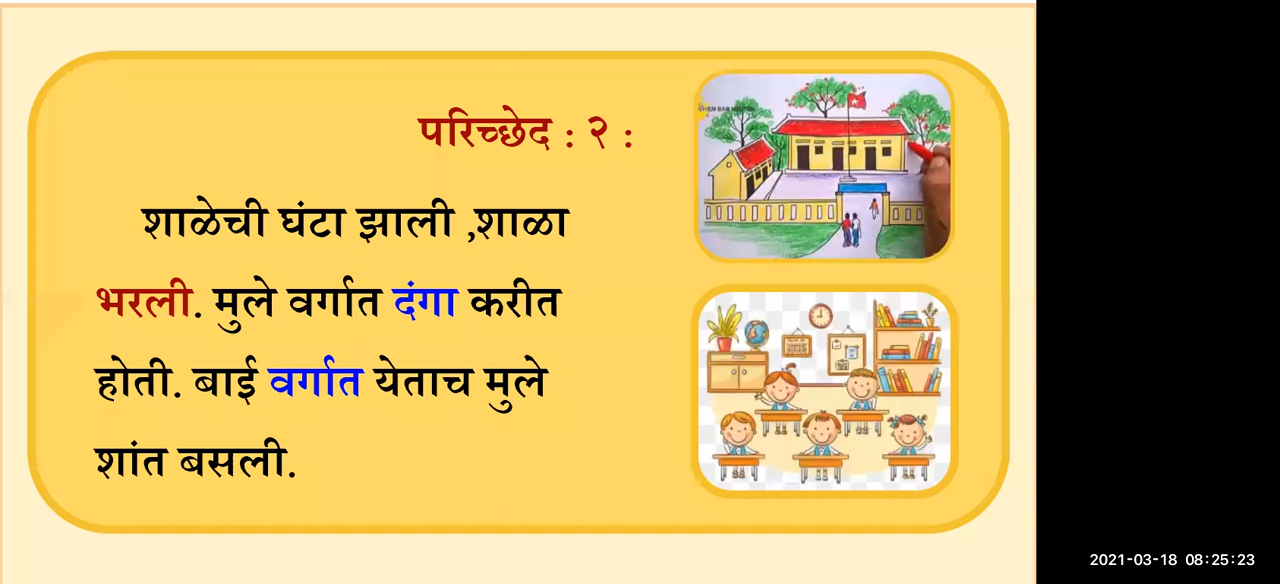 परिच्छेद : २ :
शाळेची घंटा झाली ,शाळा
भरली. मुले वर्गात दंगा करीत
होती. बाई वर्गात येताच मुले
शांत बसली.
2021-03-18 08:25:23